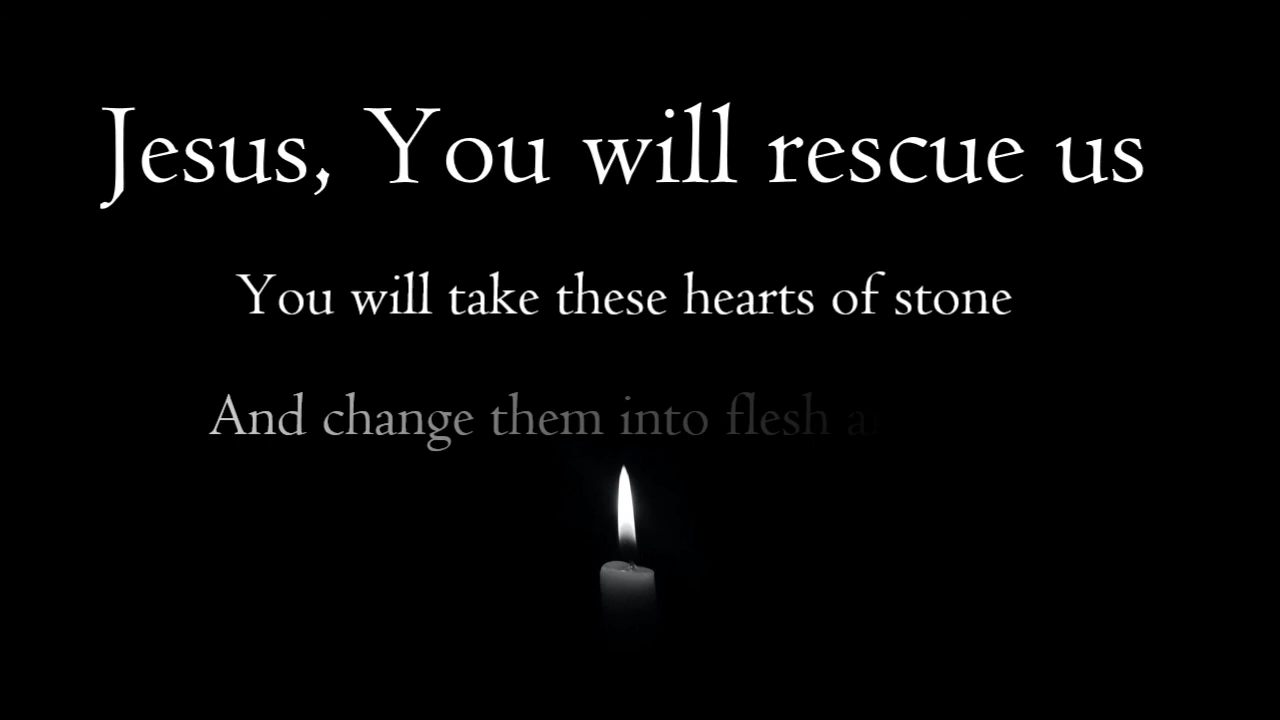 Jesus, You will rescue us
You will take these hearts of stone
And change them into flesh